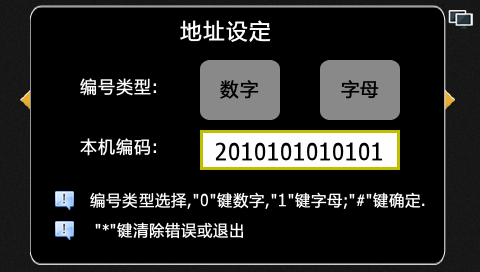 地址设定
编号类型: 数字 字母
本机编码: 2010101010101
编号类型选择,"0"键数字,"1"键字母;"#"键确定.
"*"键清除错误或退出